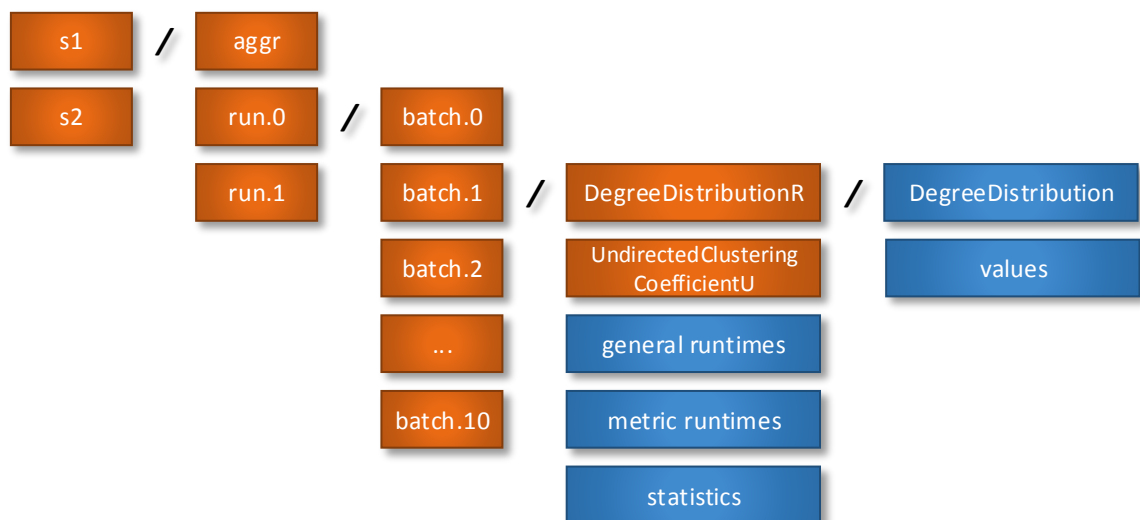 s1 / aggr
s2 run.0 / batch.0
run.1 batch.1 / DegreeDistributionR / DegreeDistribution
batch.2 UndirectedClustering values
CoefficientU
... general runtimes
batch.10 metric runtimes
statistics